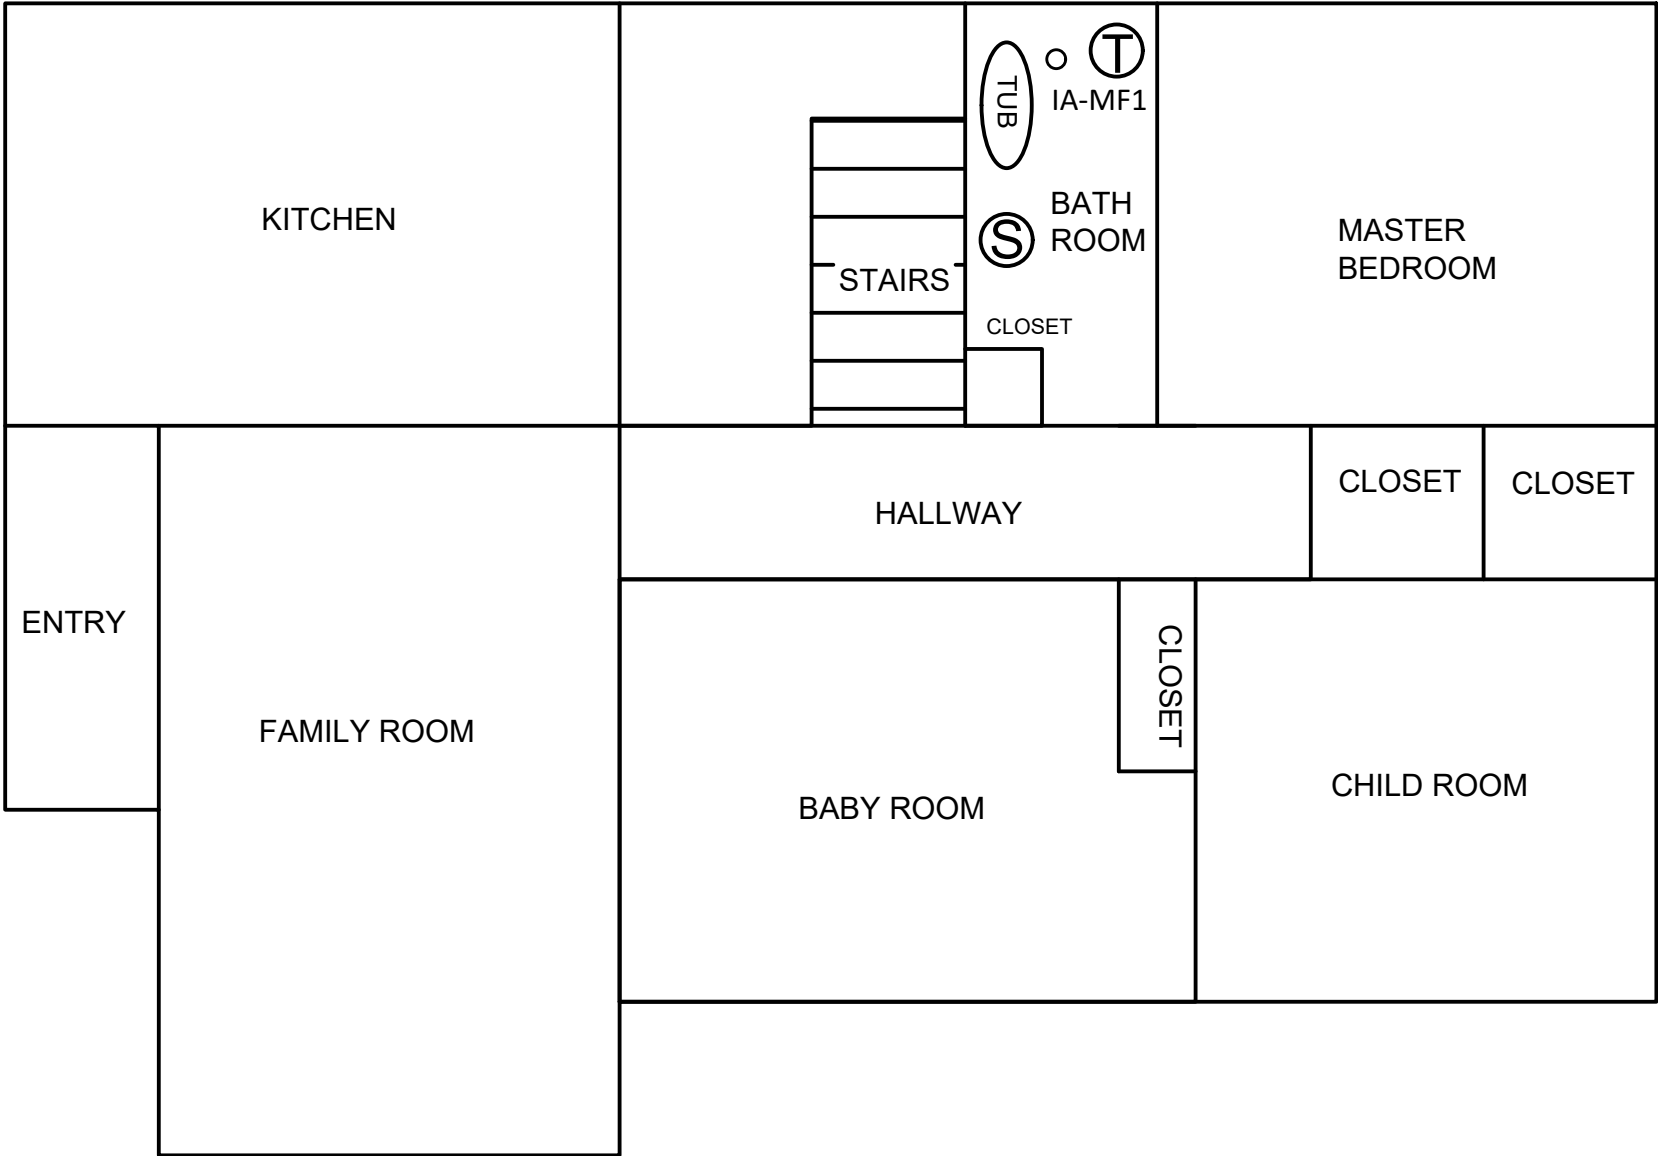 T
TUB
IA-MF1
KITCHEN
BATH
ROOM
S
MASTER
BEDROOM
STAIRS
CLOSET
CLOSET
CLOSET
HALLWAY
ENTRY
CLOSET
FAMILY ROOM
CHILD ROOM
BABY ROOM